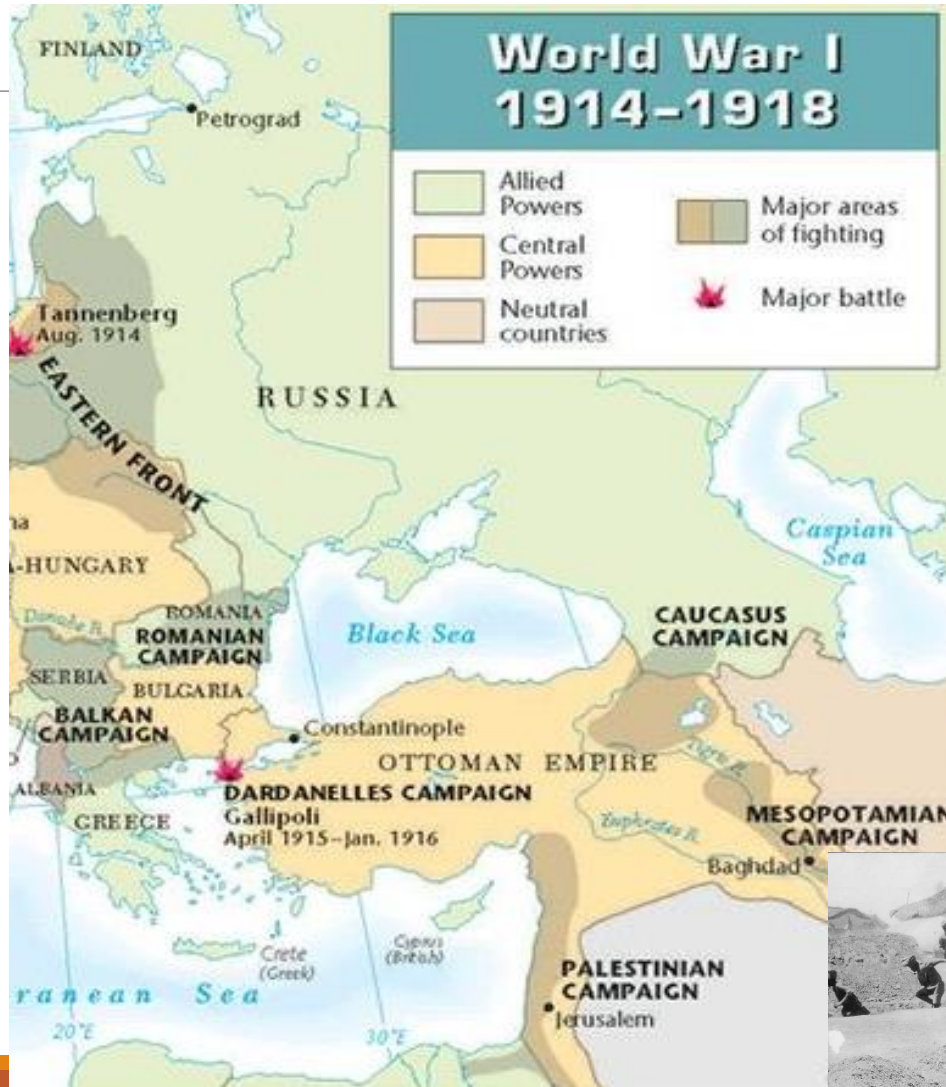 World War I
1914–1918
Allied
Powers
Central
Powers
Neutral
countries
Major areas
of fighting
Major battle
FINLAND
Petrograd
Tannenberg
Aug. 1914
EASTERN FRONT
RUSSIA
na
A-HUNGARY
Caspian
Sea
Danube R.
ROMANIA
ROMANIAN
CAMPAIGN
Black Sea
CAUCASUS
CAMPAIGN
SERBIA
BULGARIA
BALKAN
CAMPAIGN
Constantinople
OTTOMAN EMPIRE
Tigris R.
ALBANIA
GREECE
DARDANELLES CAMPAIGN
Gallipoli
April 1915–Jan. 1916
Euphrates R.
MESOPOTAMIAN
CAMPAIGN
Baghdad
Crete
(Greek)
Cyprus
(British)
PALESTINIAN
CAMPAIGN
Jerusalem
ranean Sea
20°E
30°E